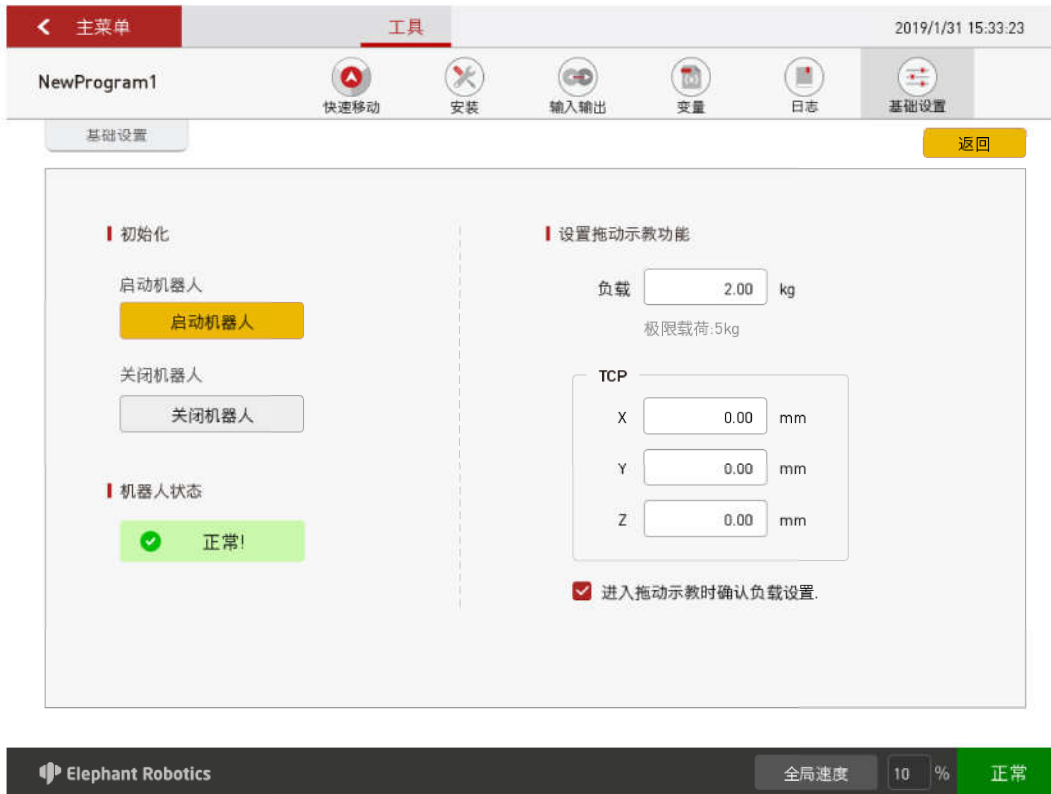 主菜单
工具
2019/1/31 15:33:23
NewProgram1
快速移动
安装
输入输出
变量
日志
基础设置
基础设置
返回
初始化
启动机器人
启动机器人
关闭机器人
关闭机器人
机器人状态
正常!
设置拖动示教功能
负载 2.00 kg
极限载荷:5kg
TCP
X 0.00 mm
Y 0.00 mm
Z 0.00 mm
进入拖动示教时确认负载设置.
Elephant Robotics
全局速度 10 % 正常